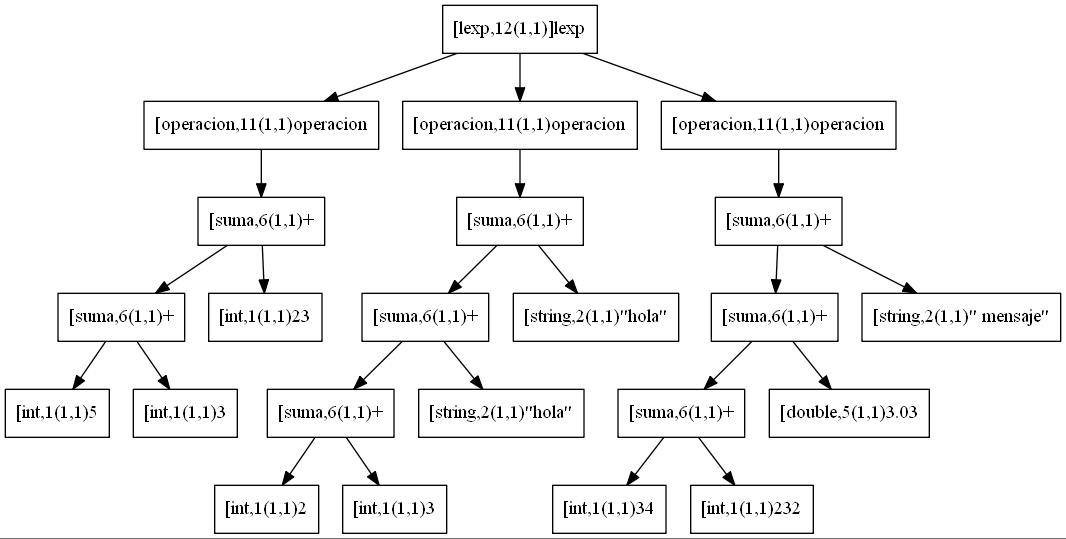 [lexp,12(1,1)]lexp
[operacion,11(1,1)operacion
[operacion,11(1,1)operacion
[operacion,11(1,1)operacion
[suma,6(1,1)+
[suma,6(1,1)+
[suma,6(1,1)+
[suma,6(1,1)+
[int,1(1,1)23
[suma,6(1,1)+
[string,2(1,1)"hola"
[suma,6(1,1)+
[string,2(1,1)" mensaje"
[int,1(1,1)5
[int,1(1,1)3
[suma,6(1,1)+
[string,2(1,1)"hola"
[suma,6(1,1)+
[double,5(1,1)3.03
[int,1(1,1)2
[int,1(1,1)3
[int,1(1,1)34
[int,1(1,1)232